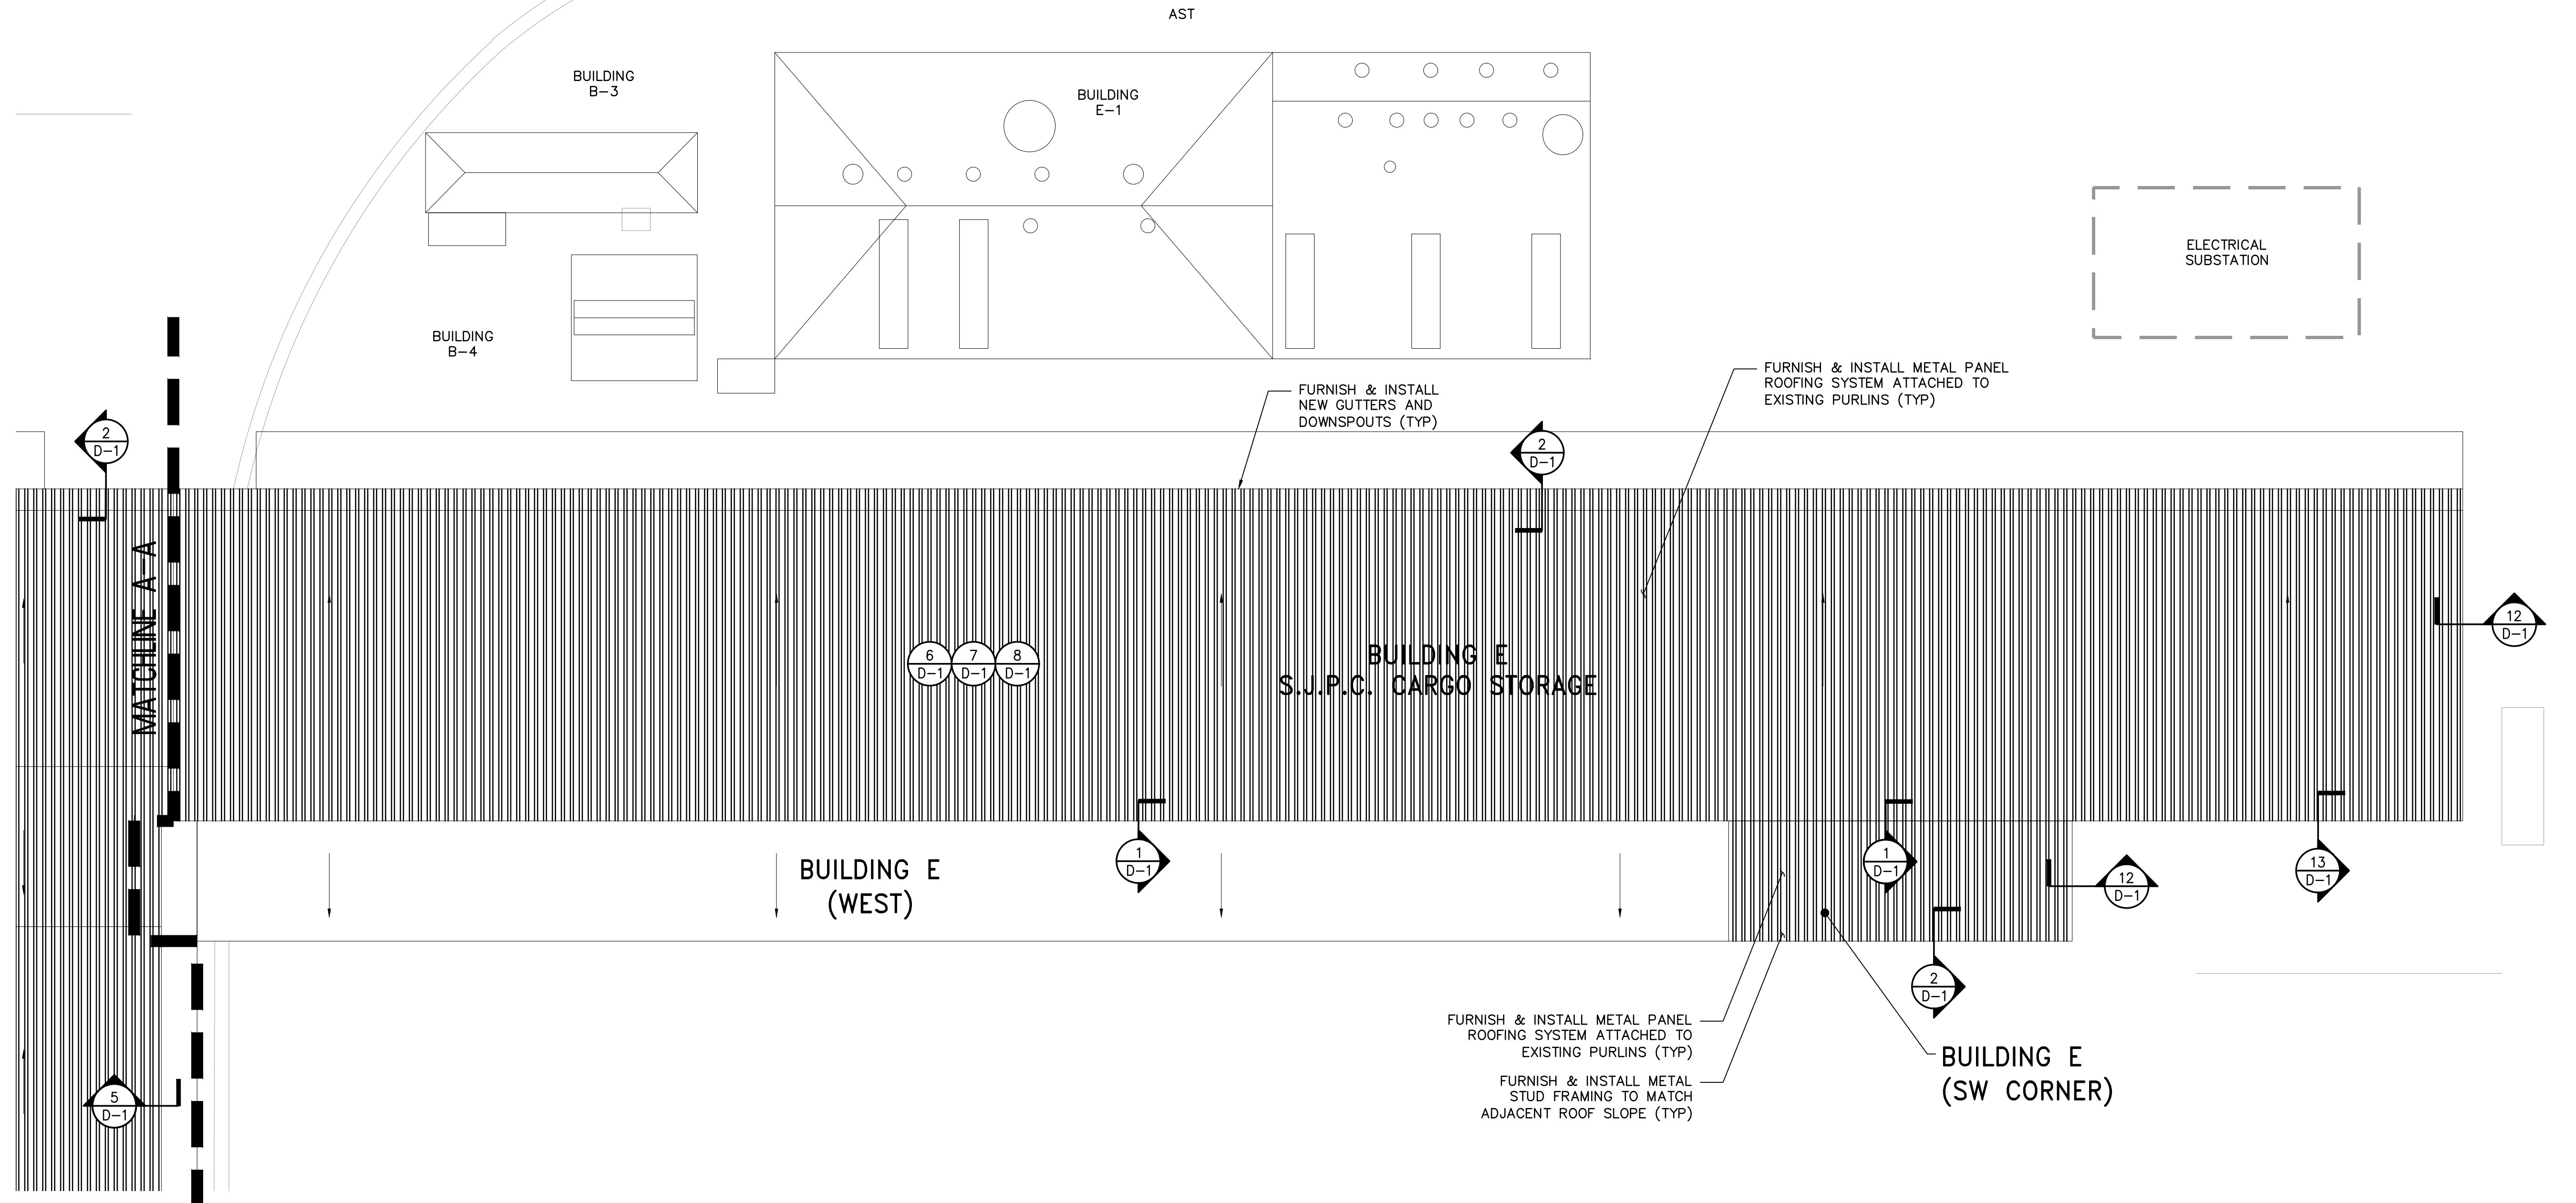 AST
BUILDING
B-3
BUILDING
E-1
ELECTRICAL
SUBSTATION
BUILDING
B-4
FURNISH & INSTALL
NEW GUTTERS AND
DOWNSPOUTS (TYP)
FURNISH & INSTALL METAL PANEL
ROOFING SYSTEM ATTACHED TO
EXISTING PURLINS (TYP)
2
D-1
2
D-1
MATCHLINE A-A
6
D-1
7
D-1
8
D-1
BUILDING E
S.J.P.C. CARGO STORAGE
12
D-1
BUILDING E
(WEST)
1
D-1
1
D-1
12
D-1
13
D-1
2
D-1
FURNISH & INSTALL METAL PANEL
ROOFING SYSTEM ATTACHED TO
EXISTING PURLINS (TYP)
FURNISH & INSTALL METAL
STUD FRAMING TO MATCH
ADJACENT ROOF SLOPE (TYP)
BUILDING E
(SW CORNER)
5
D-1